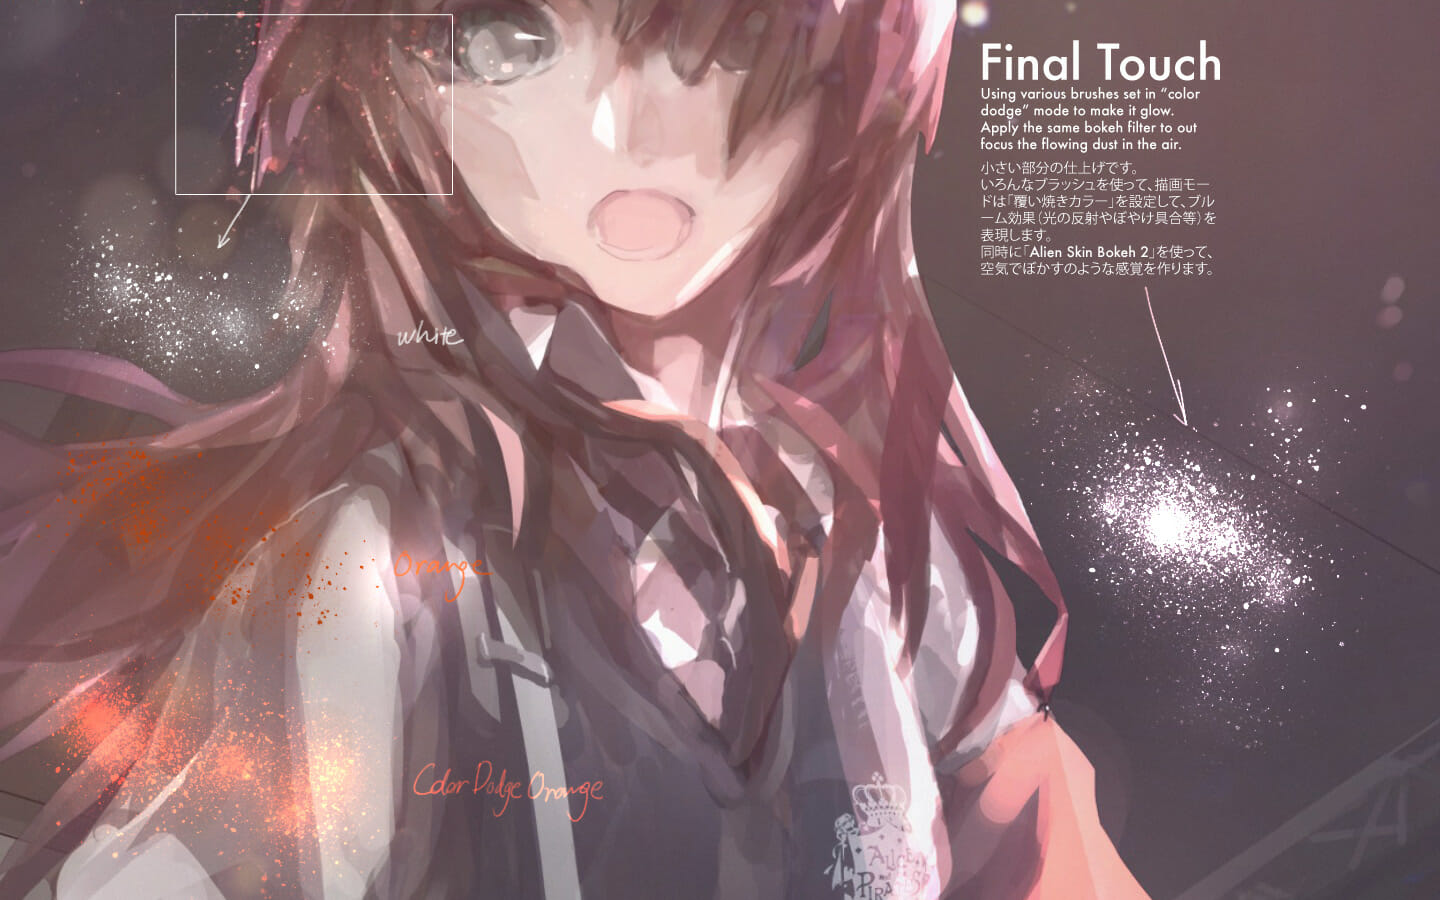 Final Touch
Using various brushes set in “color
dodge” mode to make it glow.
Apply the same bokeh filter to out
focus the flowing dust in the air.
小さい部分の仕上げです。
いろんなブラッシュを使って、描画モー
ドは「覆い焼きカラー」を設定して、ブル
ーム効果（光の反射やぼやけ具合等）を
表現します。
同時に「Alien Skin Bokeh 2」を使って、
空気でぼかすのような感覚を作ります。
white
Orange
Color Dodge Orange
ALICE
and
PIRATES